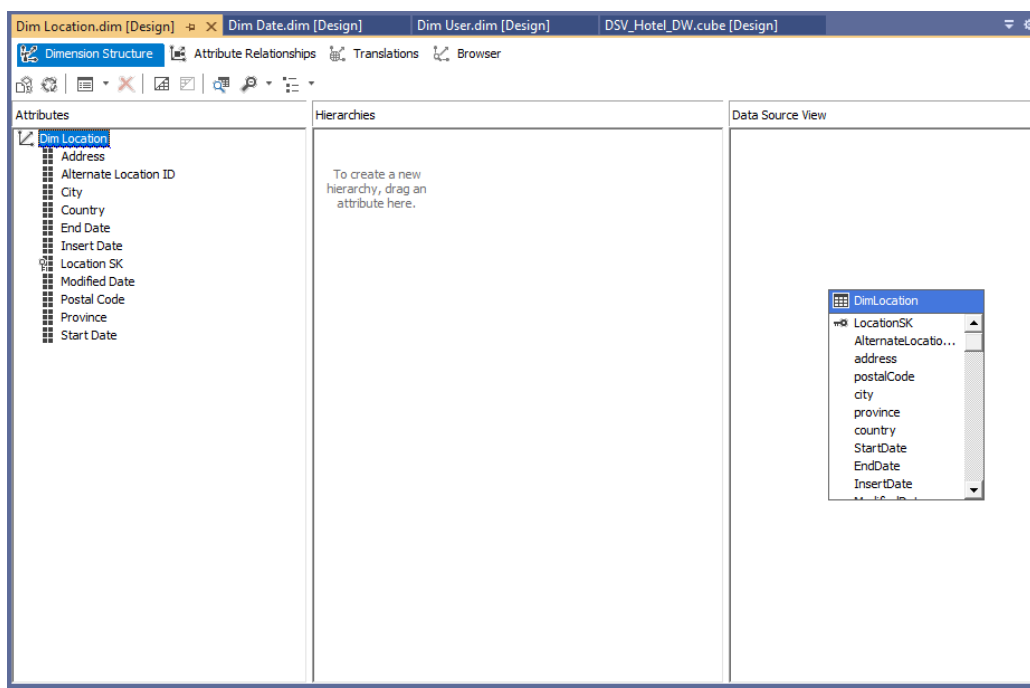 Dim Location.dim [Design]
Dim Date.dim [Design]
Dim User.dim [Design]
DSV_Hotel_DW.cube [Design]
Dimension Structure
Attribute Relationships
Translations
Browser
Attributes
Dim Location
Address
Alternate Location ID
City
Country
End Date
Insert Date
Location SK
Modified Date
Postal Code
Province
Start Date
Hierarchies
To create a new
hierarchy, drag an
attribute here.
Data Source View
DimLocation
LocationSK
AlternateLocatio...
address
postalCode
city
province
country
StartDate
EndDate
InsertDate